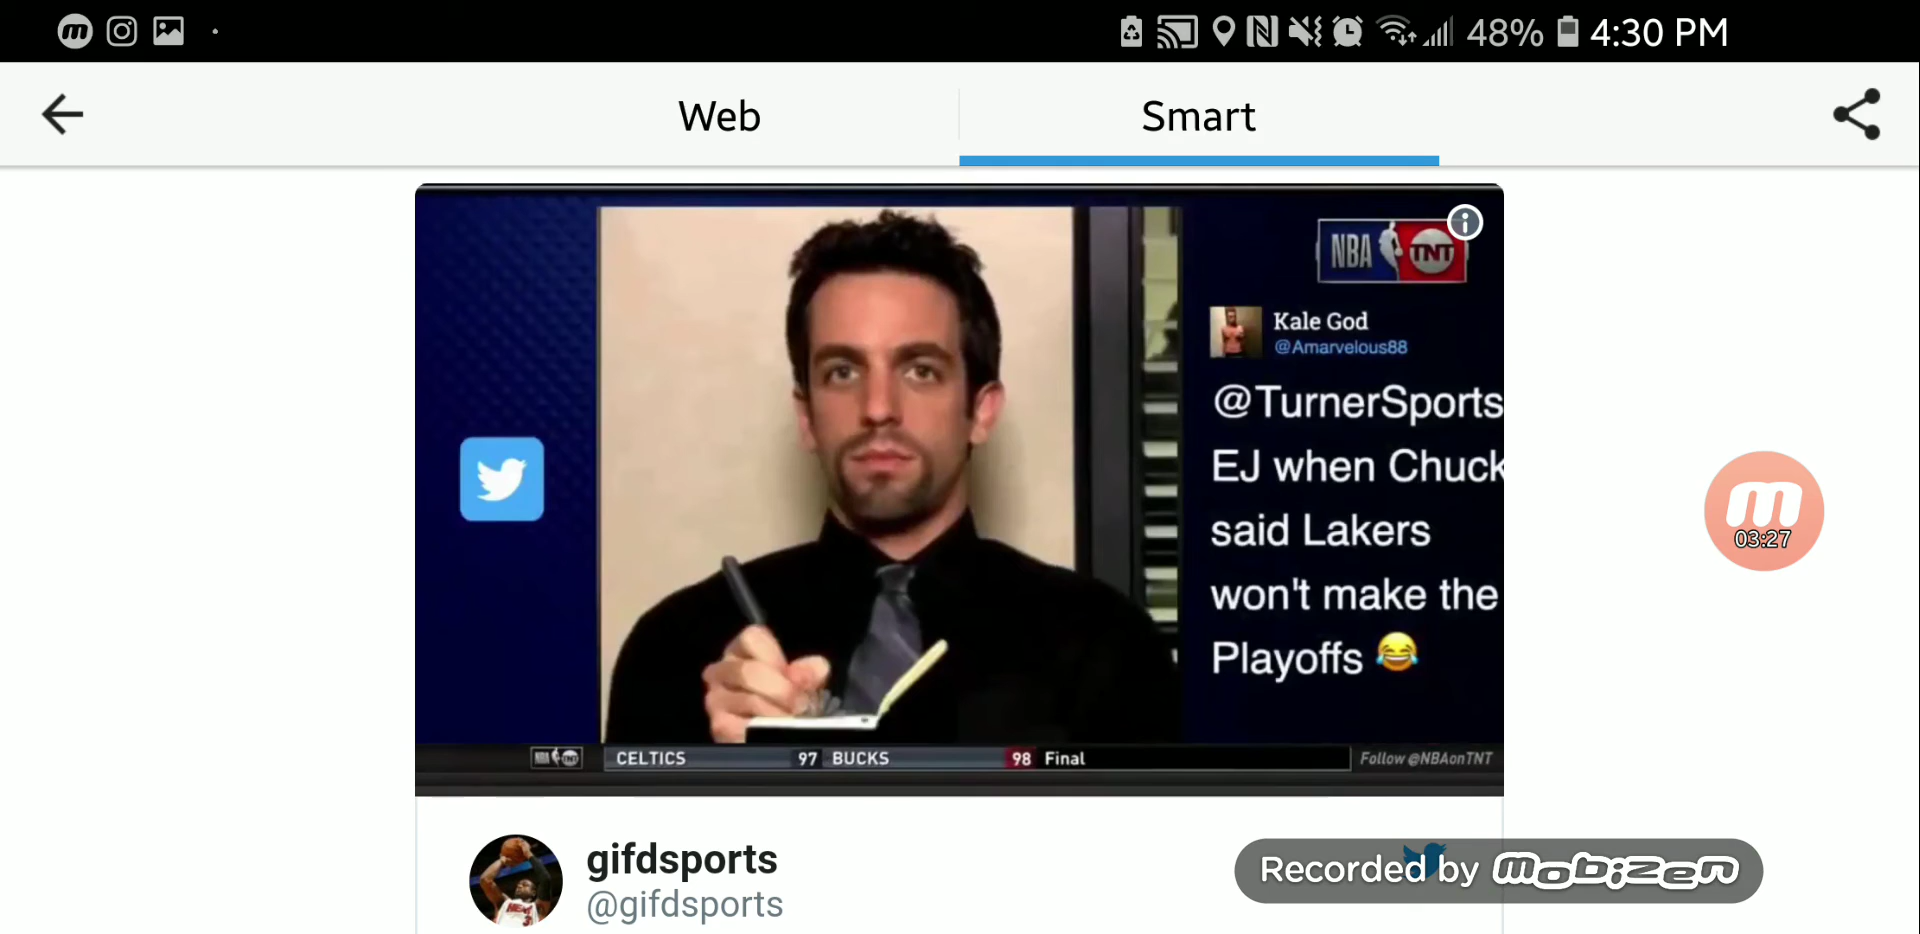 48% 4:30 PM
Web
Smart
NBA TNT
Kale God
@Amarvelous88
@TurnerSports
EJ when Chuck
said Lakers
won't make the
Playoffs 😂
03:27
CELTICS 97 BUCKS 98 Final
Follow @NBAonTNT
gifdsports
@gifdsports
Recorded by mobizen